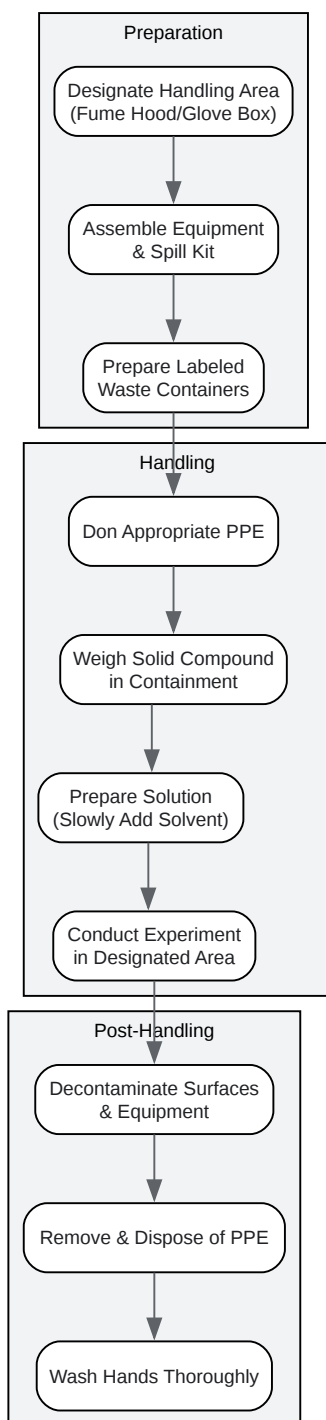 Preparation
Designate Handling Area
(Fume Hood/Glove Box)
Assemble Equipment
& Spill Kit
Prepare Labeled
Waste Containers
Handling
Don Appropriate PPE
Weigh Solid Compound
in Containment
Prepare Solution
(Slowly Add Solvent)
Conduct Experiment
in Designated Area
Post-Handling
Decontaminate Surfaces
& Equipment
Remove & Dispose of PPE
Wash Hands Thoroughly